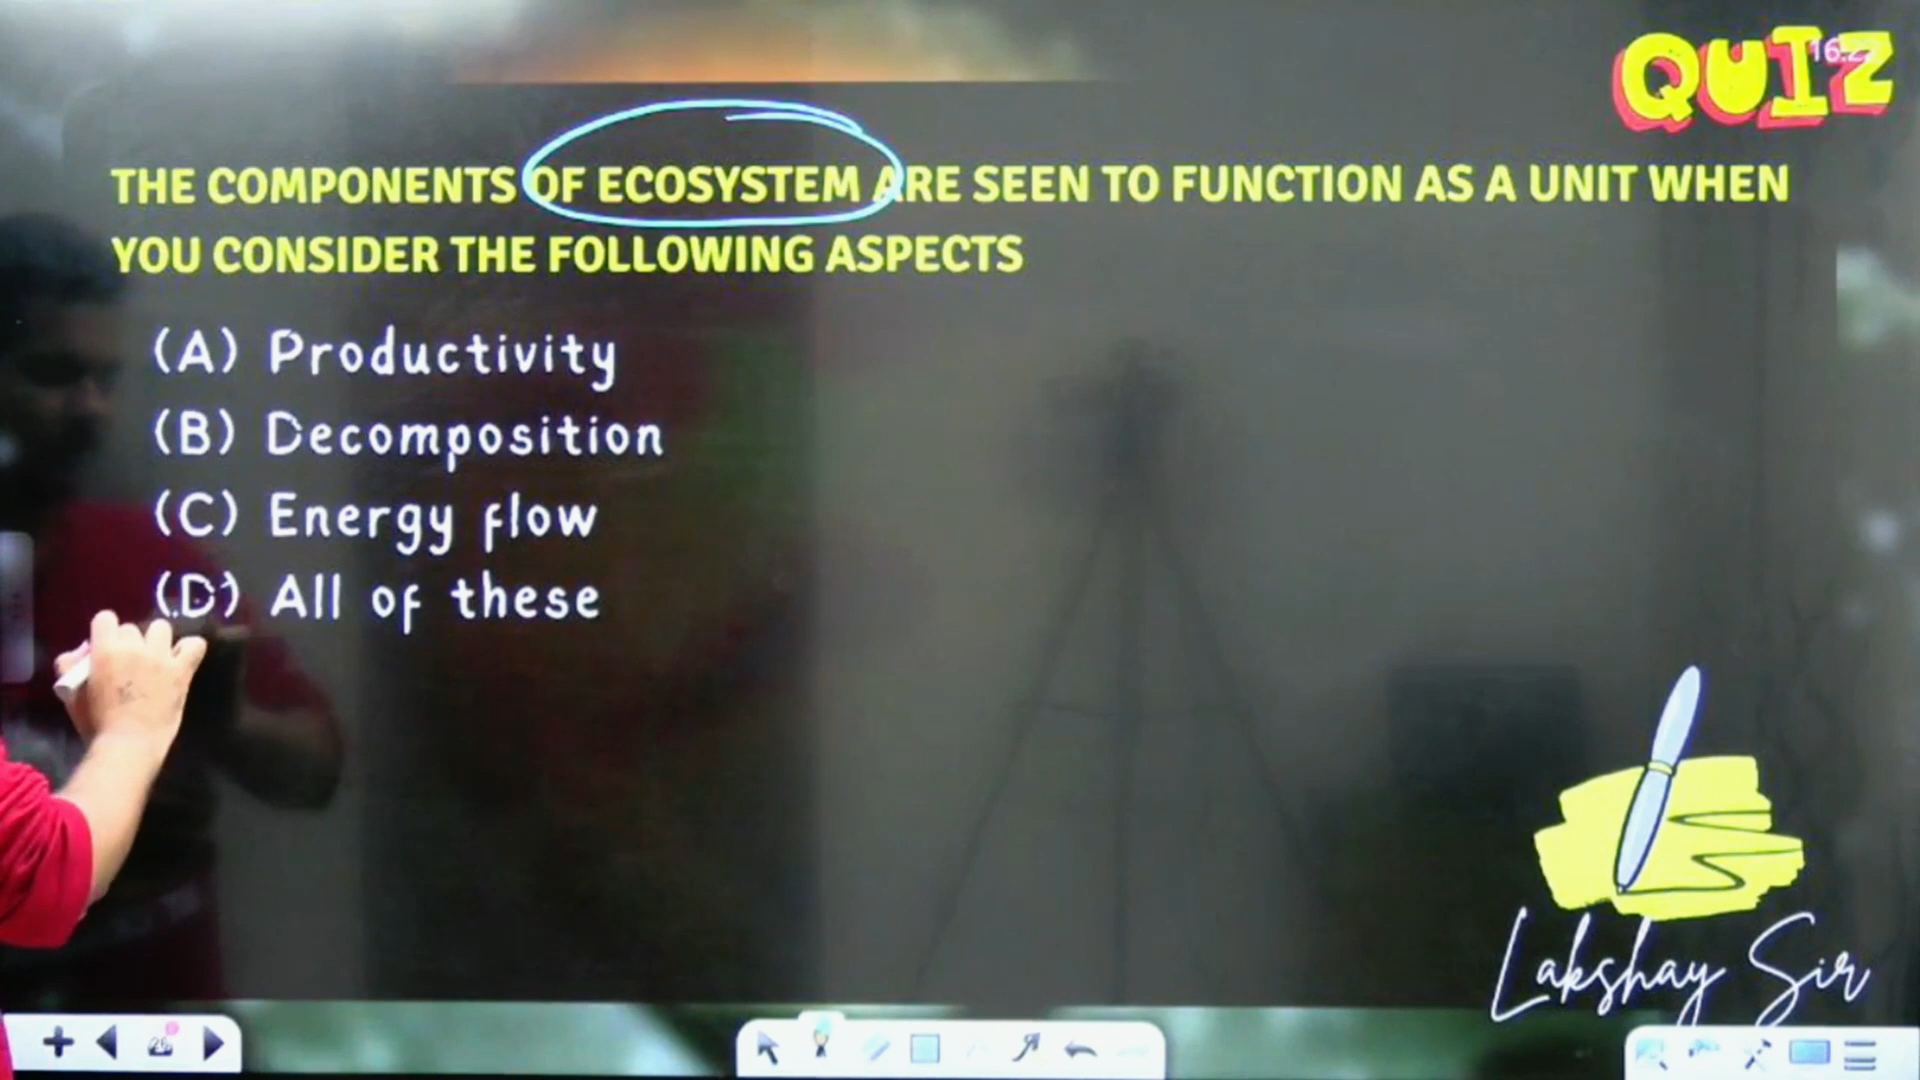 QUIZ
THE COMPONENTS OF ECOSYSTEM ARE SEEN TO FUNCTION AS A UNIT WHEN
YOU CONSIDER THE FOLLOWING ASPECTS
(A) Productivity
(B) Decomposition
(C) Energy flow
(D) All of these
Lakshay Sir